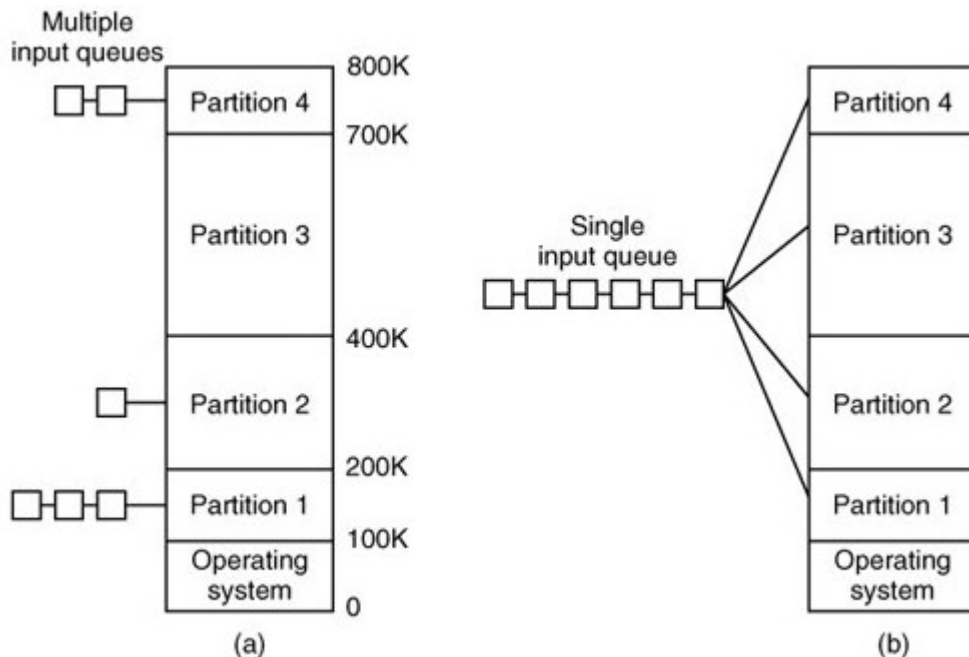 Multiple
input queues
800K
Partition 4
700K
Partition 3
400K
Partition 2
200K
Partition 1
100K
Operating
system
0
(a)
Single
input queue
Partition 4
Partition 3
Partition 2
Partition 1
Operating
system
(b)